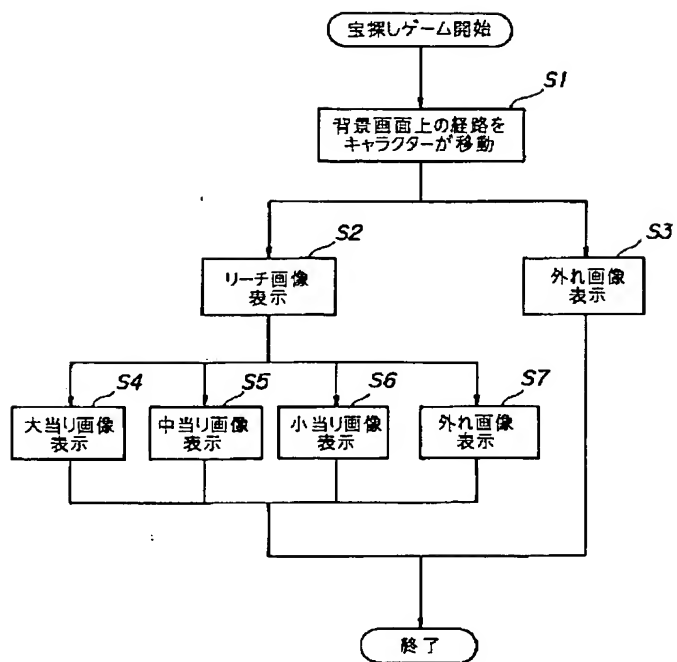 宝探しゲーム開始
S1
背景画面上の経路を
キャラクターが移動
S2
リーチ画像
表示
S3
外れ画像
表示
S4
大当り画像
表示
S5
中当り画像
表示
S6
小当り画像
表示
S7
外れ画像
表示
終了